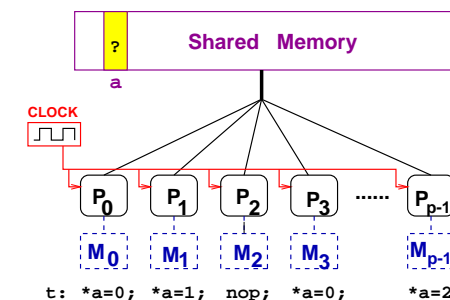 ? Shared Memory
a
CLOCK
P0 P1 P2 P3 ...... Pp-1
M0 M1 M2 M3 Mp-1
t: *a=0; *a=1; nop; *a=0; *a=2